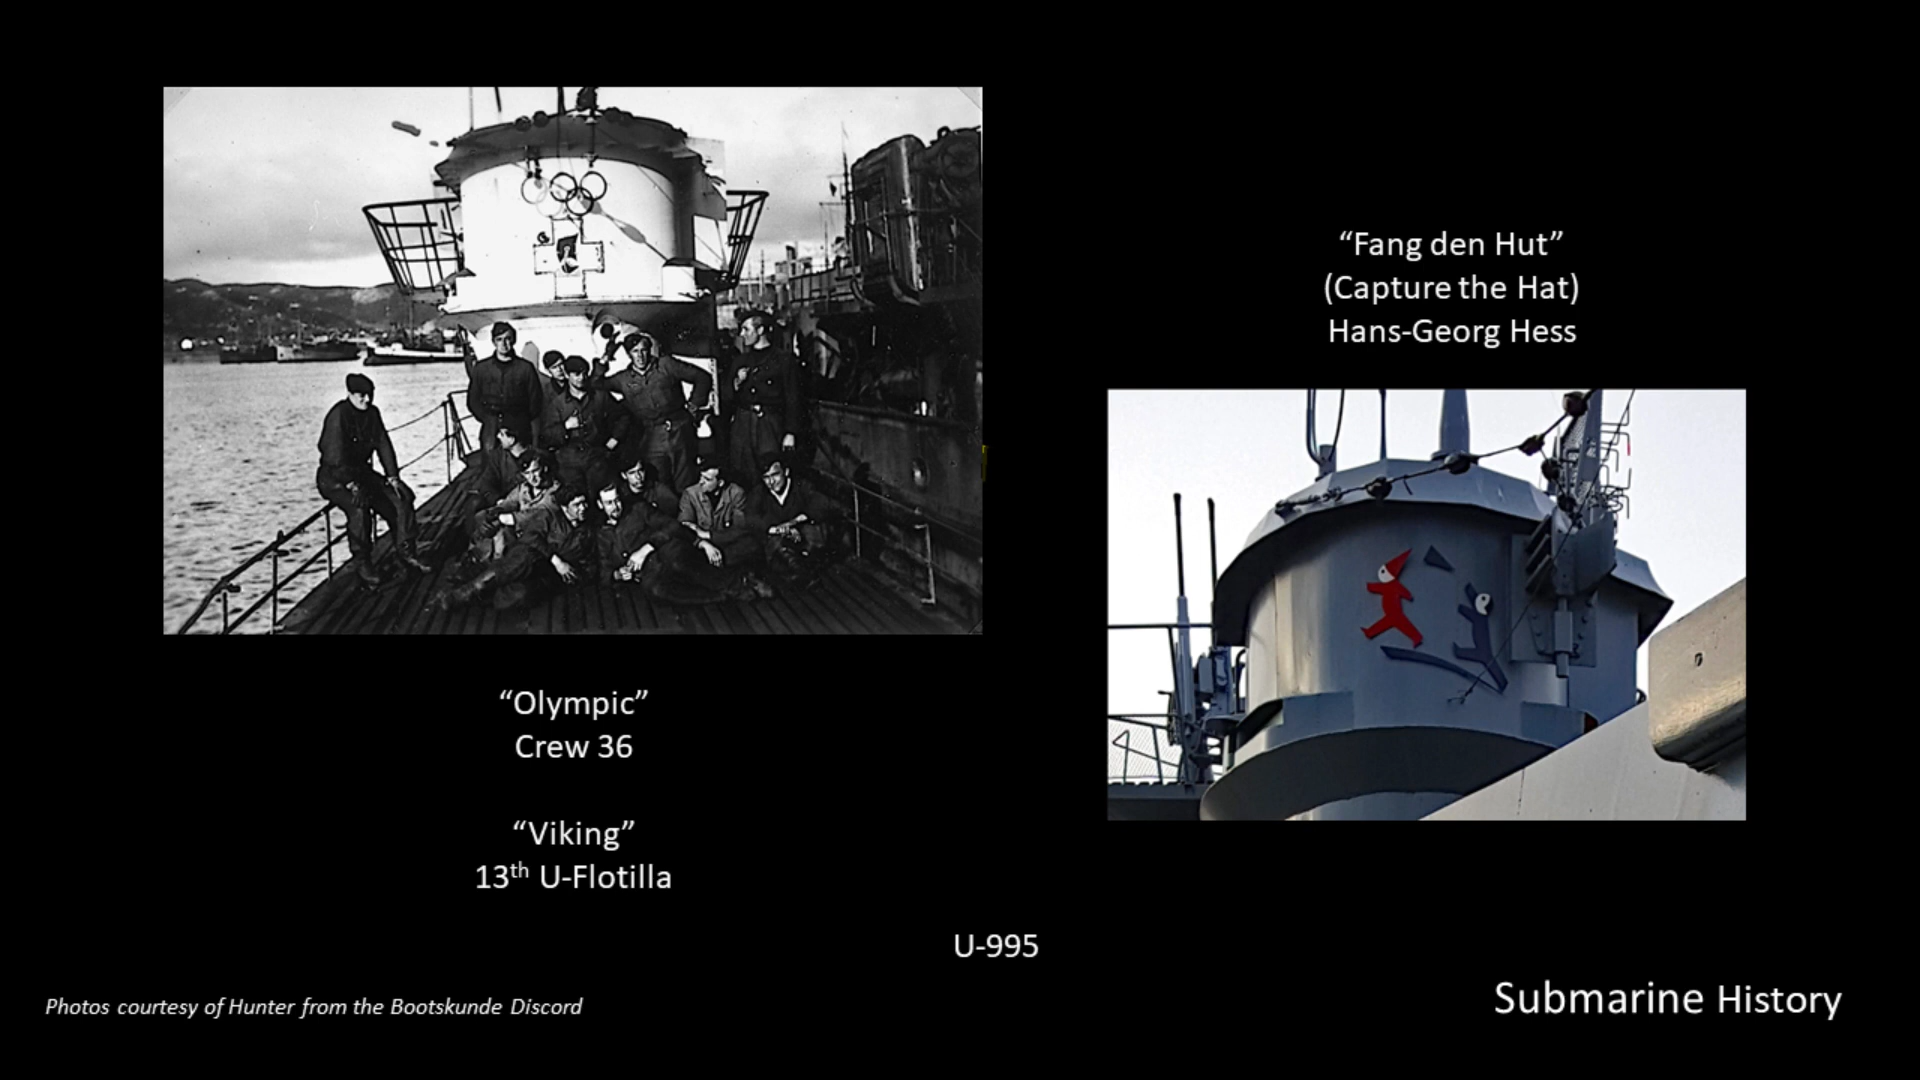 “Fang den Hut”
(Capture the Hat)
Hans-Georg Hess
“Olympic”
Crew 36
“Viking”
13th U-Flotilla
U-995
Photos courtesy of Hunter from the Bootskunde Discord
Submarine History